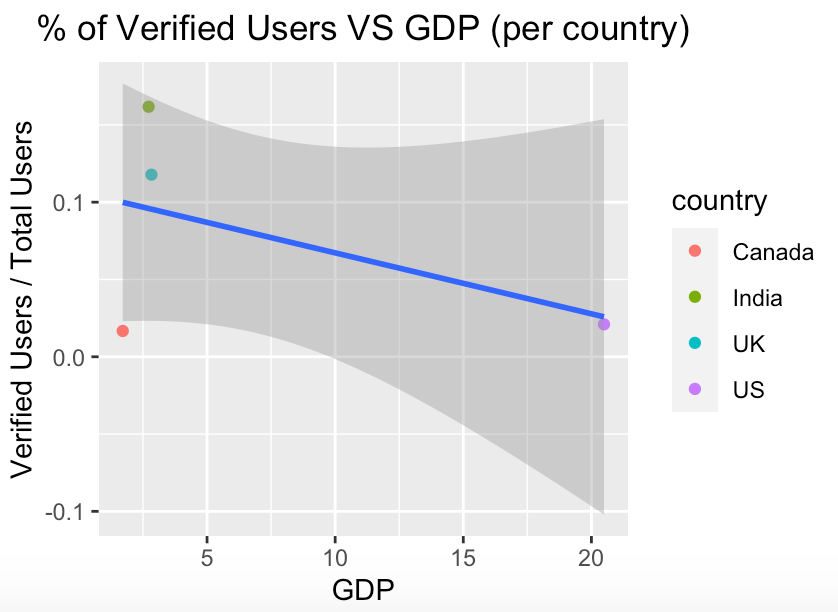 % of Verified Users VS GDP (per country)
Verified Users / Total Users
0.1
0.0
-0.1
5
10
15
20
GDP
country
Canada
India
UK
US